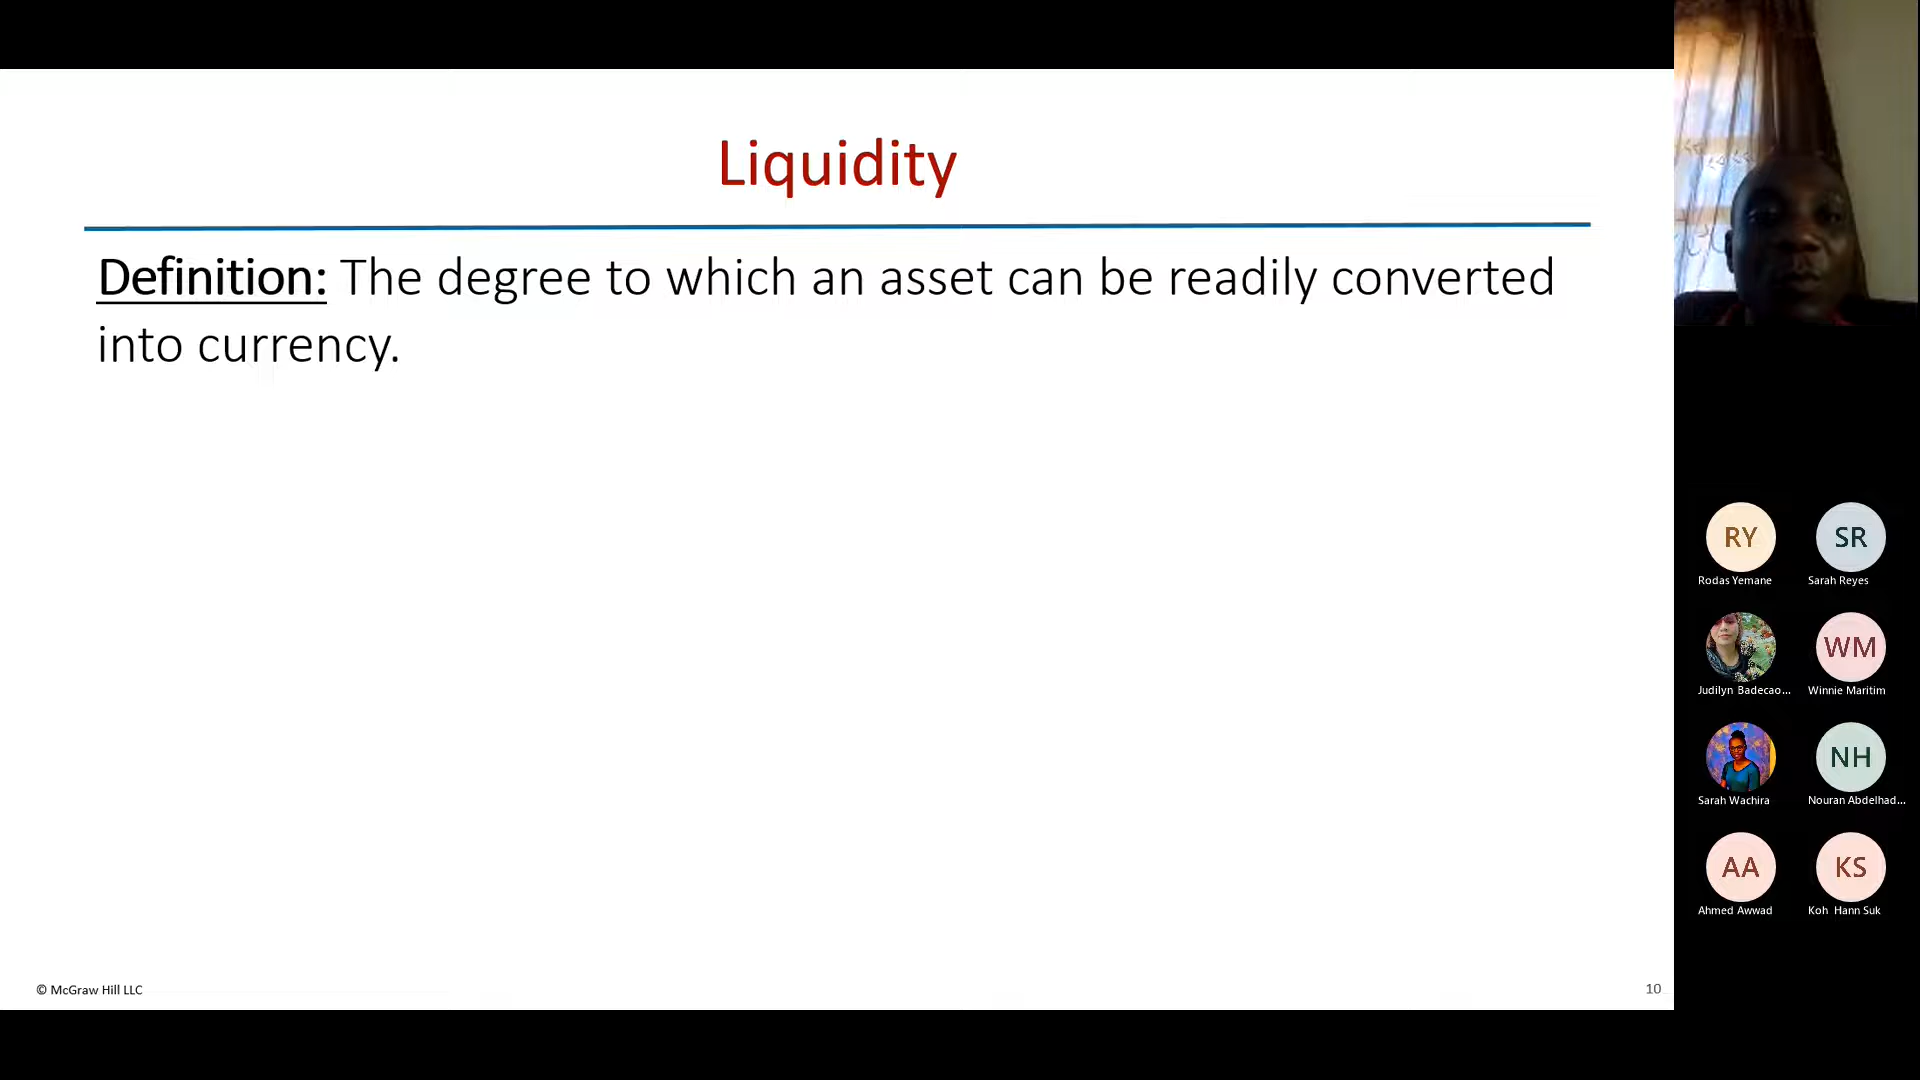 Liquidity
Definition: The degree to which an asset can be readily converted
into currency.
© McGraw Hill LLC
10
RY
SR
Rodas Yemane
Sarah Reyes
WM
Judilyn Badecao...
Winnie Maritim
NH
Sarah Wachira
Nouran Abdelhad...
AA
KS
Ahmed Awwad
Koh Hann Suk